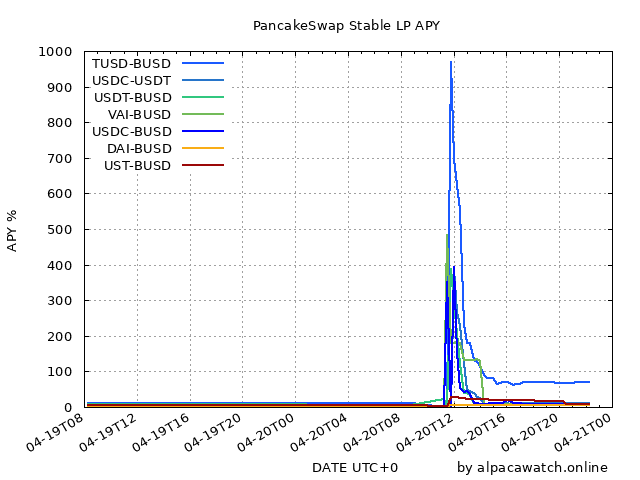 PancakeSwap Stable LP APY
1000
900
800
700
600
500
400
300
200
100
0
APY %
TUSD-BUSD
USDC-USDT
USDT-BUSD
VAI-BUSD
USDC-BUSD
DAI-BUSD
UST-BUSD
04-19T08
04-19T12
04-19T16
04-19T20
04-20T00
04-20T04
04-20T08
04-20T12
04-20T16
04-20T20
04-21T00
DATE UTC+0
by alpacawatch.online